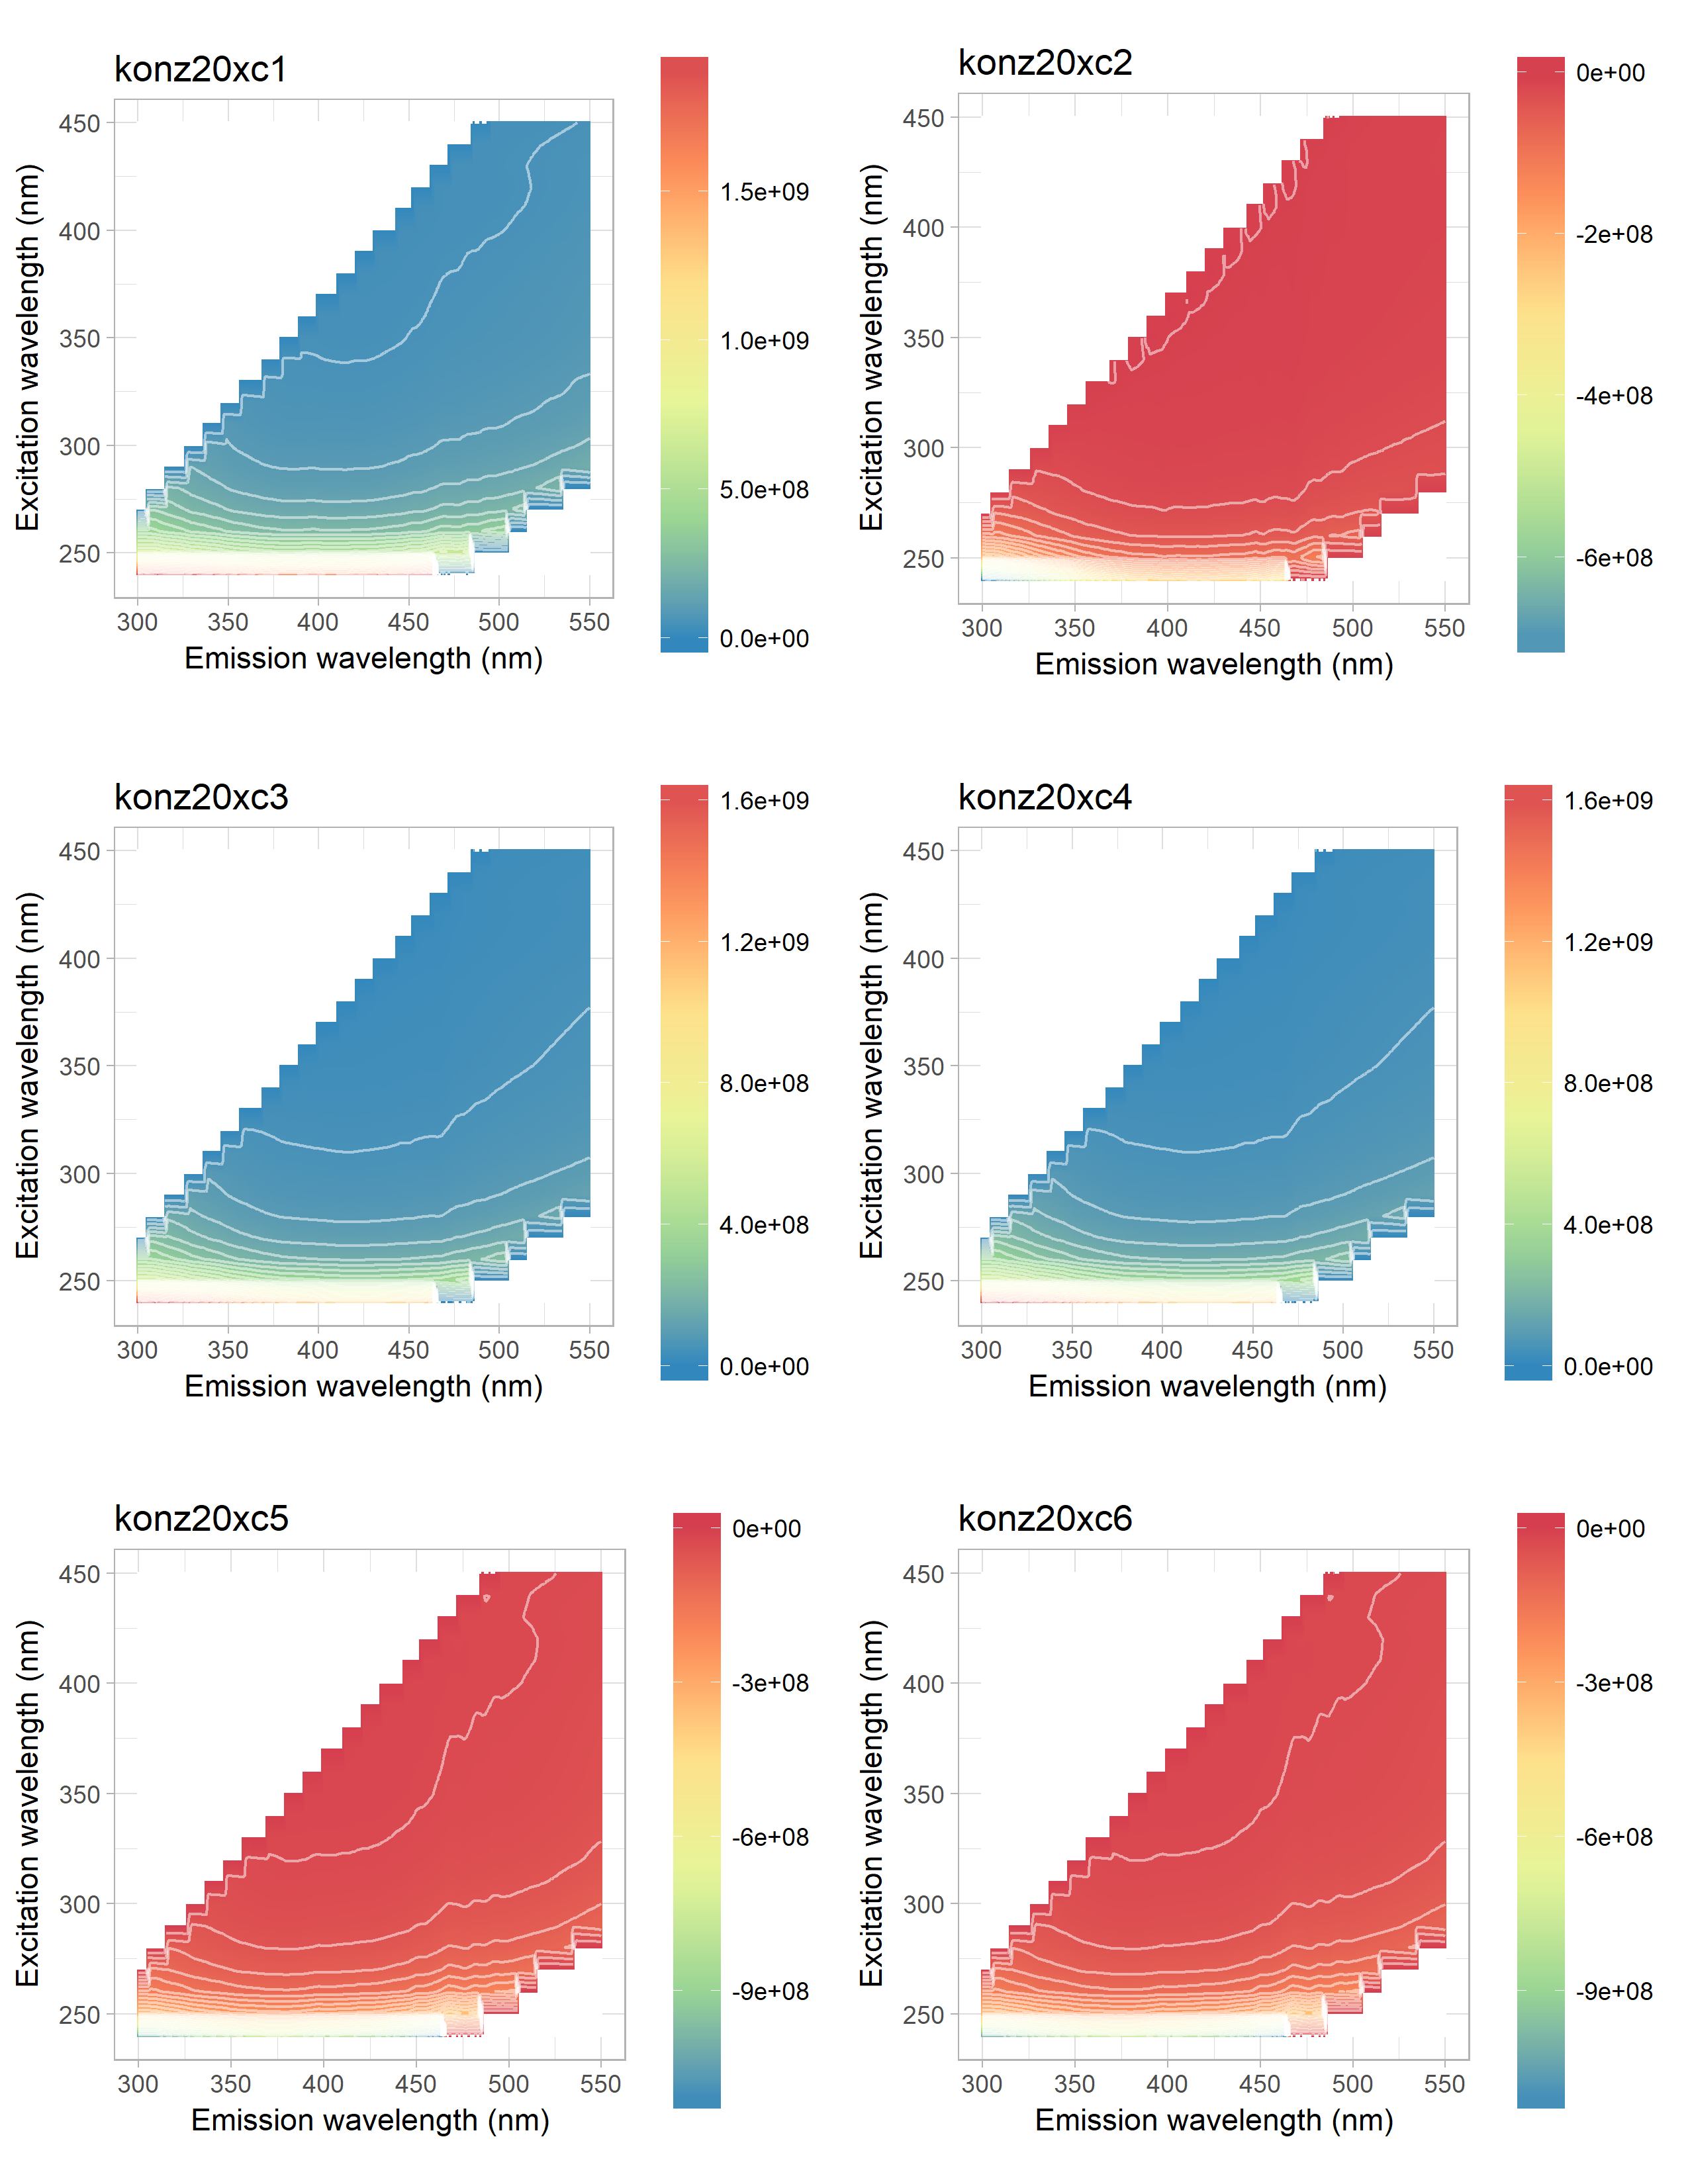 konz20xc1
Excitation wavelength (nm)
450
400
350
300
250
300 350 400 450 500 550
Emission wavelength (nm)
1.5e+09
1.0e+09
5.0e+08
0.0e+00
konz20xc2
Excitation wavelength (nm)
450
400
350
300
250
300 350 400 450 500 550
Emission wavelength (nm)
0e+00
-2e+08
-4e+08
-6e+08
konz20xc3
Excitation wavelength (nm)
450
400
350
300
250
300 350 400 450 500 550
Emission wavelength (nm)
1.6e+09
1.2e+09
8.0e+08
4.0e+08
0.0e+00
konz20xc4
Excitation wavelength (nm)
450
400
350
300
250
300 350 400 450 500 550
Emission wavelength (nm)
1.6e+09
1.2e+09
8.0e+08
4.0e+08
0.0e+00
konz20xc5
Excitation wavelength (nm)
450
400
350
300
250
300 350 400 450 500 550
Emission wavelength (nm)
0e+00
-3e+08
-6e+08
-9e+08
konz20xc6
Excitation wavelength (nm)
450
400
350
300
250
300 350 400 450 500 550
Emission wavelength (nm)
0e+00
-3e+08
-6e+08
-9e+08